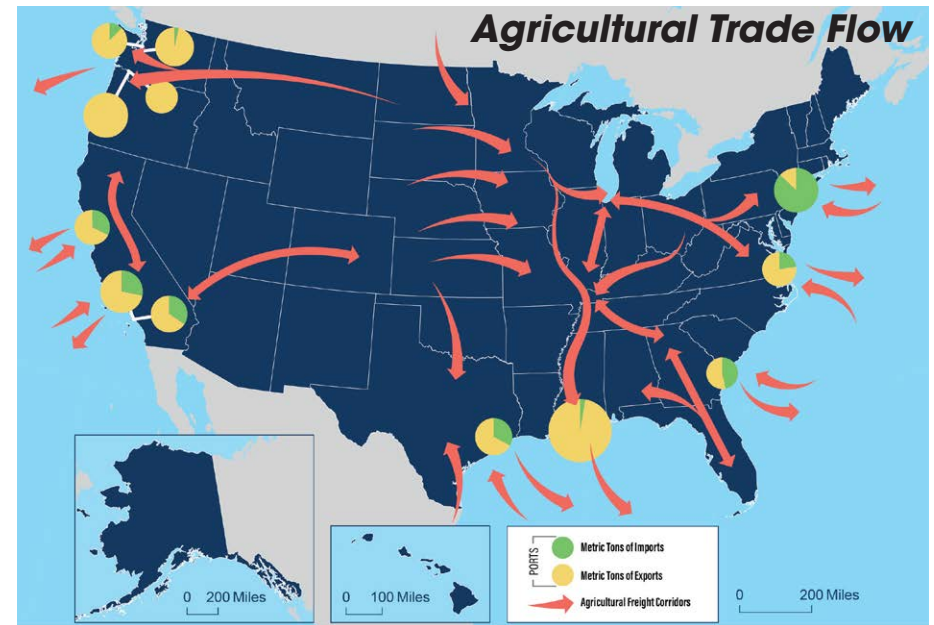 Agricultural Trade Flow
0 200 Miles
0 100 Miles
PORTS
Metric Tons of Imports
Metric Tons of Exports
Agricultural Freight Corridors
0 200 Miles